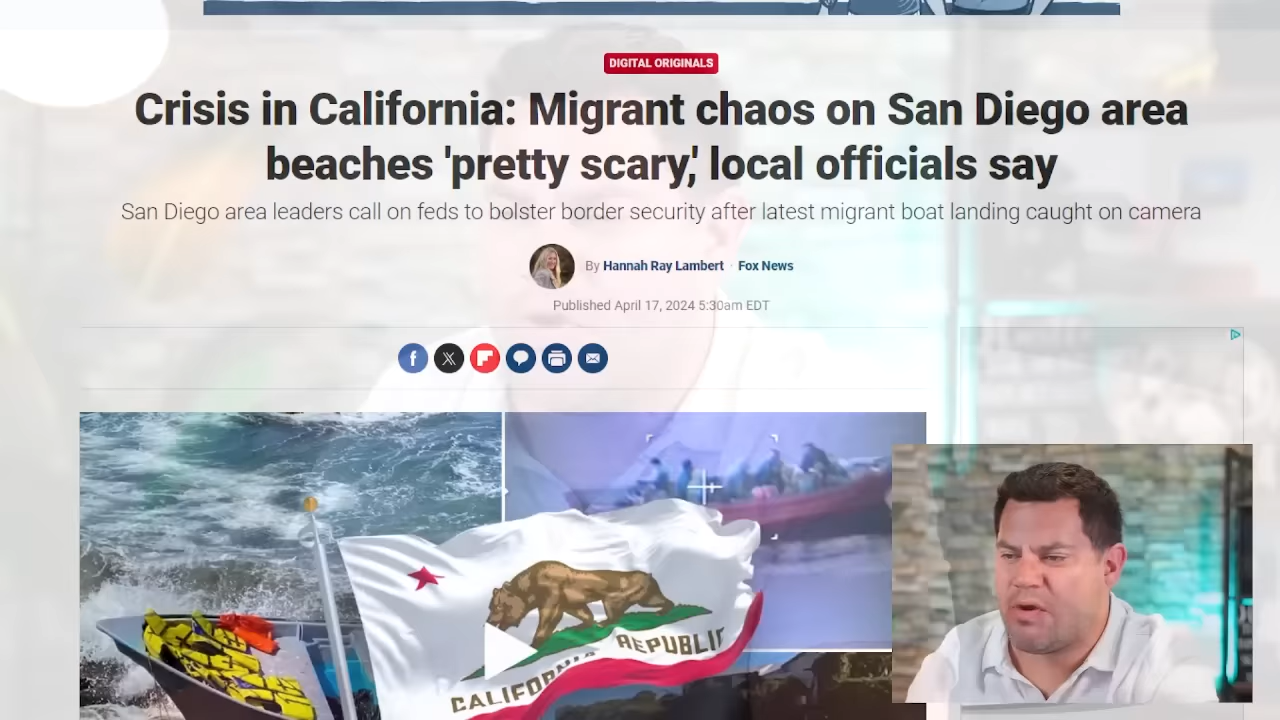 DIGITAL ORIGINALS
Crisis in California: Migrant chaos on San Diego area
beaches 'pretty scary,' local officials say
San Diego area leaders call on feds to bolster border security after latest migrant boat landing caught on camera
By Hannah Ray Lambert · Fox News
Published April 17, 2024 5:30am EDT
f X
CALIFORNIA REPUBLIC